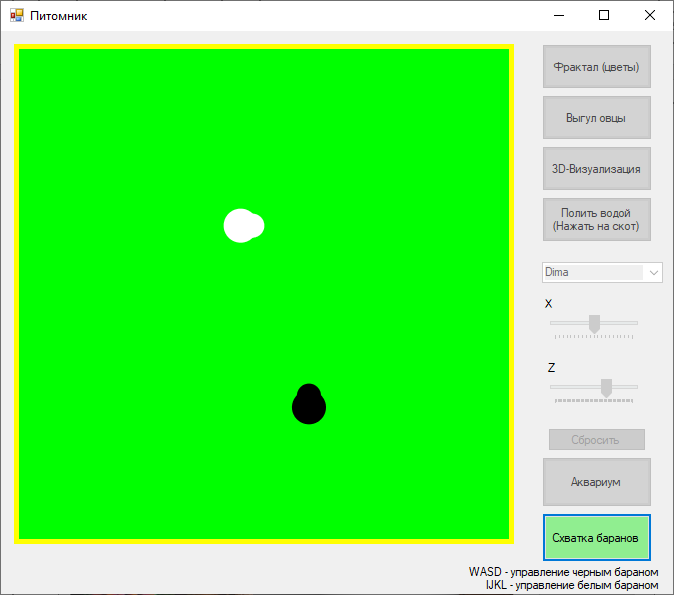 Питомник
Фрактал (цветы)
Выгул овцы
3D-Визуализация
Полить водой
(Нажать на скот)
Dima
X
Z
Сбросить
Аквариум
Схватка баранов
WASD - управление черным бараном
IJKL - управление белым бараном